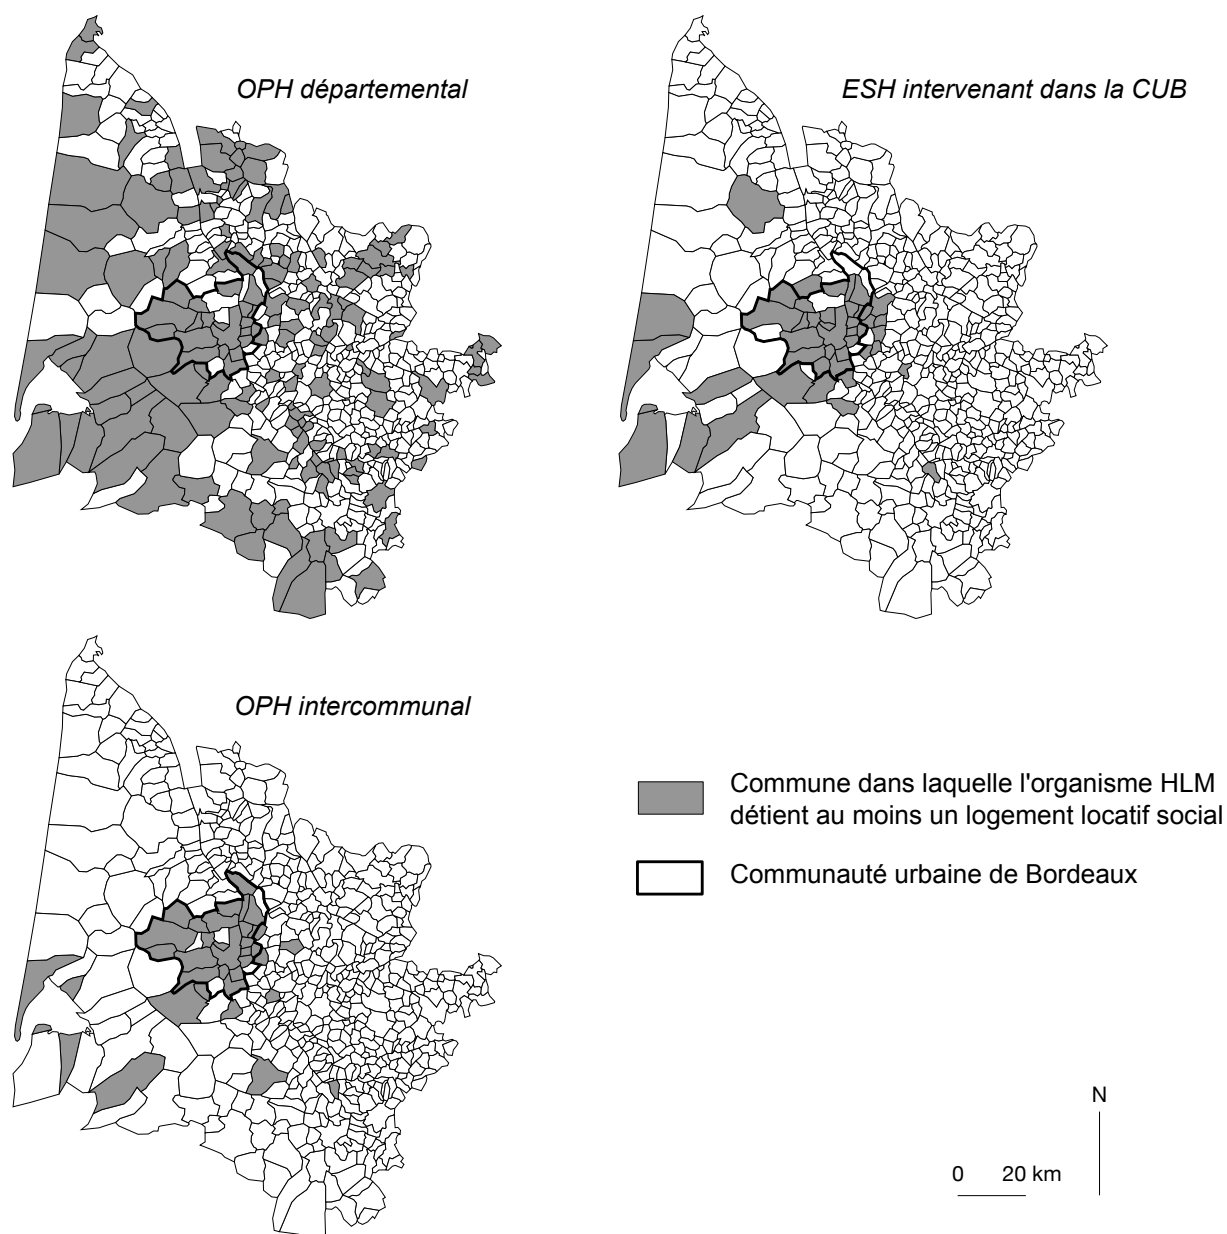 OPH départemental
ESH intervenant dans la CUB
OPH intercommunal
Commune dans laquelle l'organisme HLM
détient au moins un logement locatif social
Communauté urbaine de Bordeaux
N
0 20 km